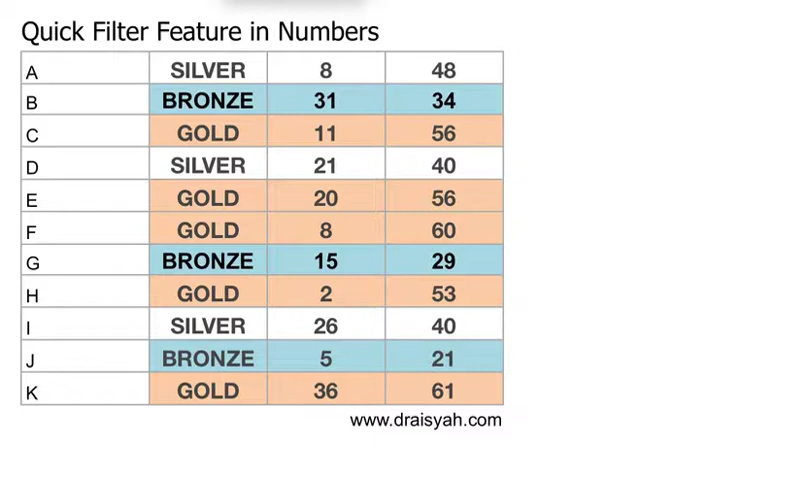 Quick Filter Feature in Numbers
A SILVER 8 48
B BRONZE 31 34
C GOLD 11 56
D SILVER 21 40
E GOLD 20 56
F GOLD 8 60
G BRONZE 15 29
H GOLD 2 53
I SILVER 26 40
J BRONZE 5 21
K GOLD 36 61
www.draisyah.com